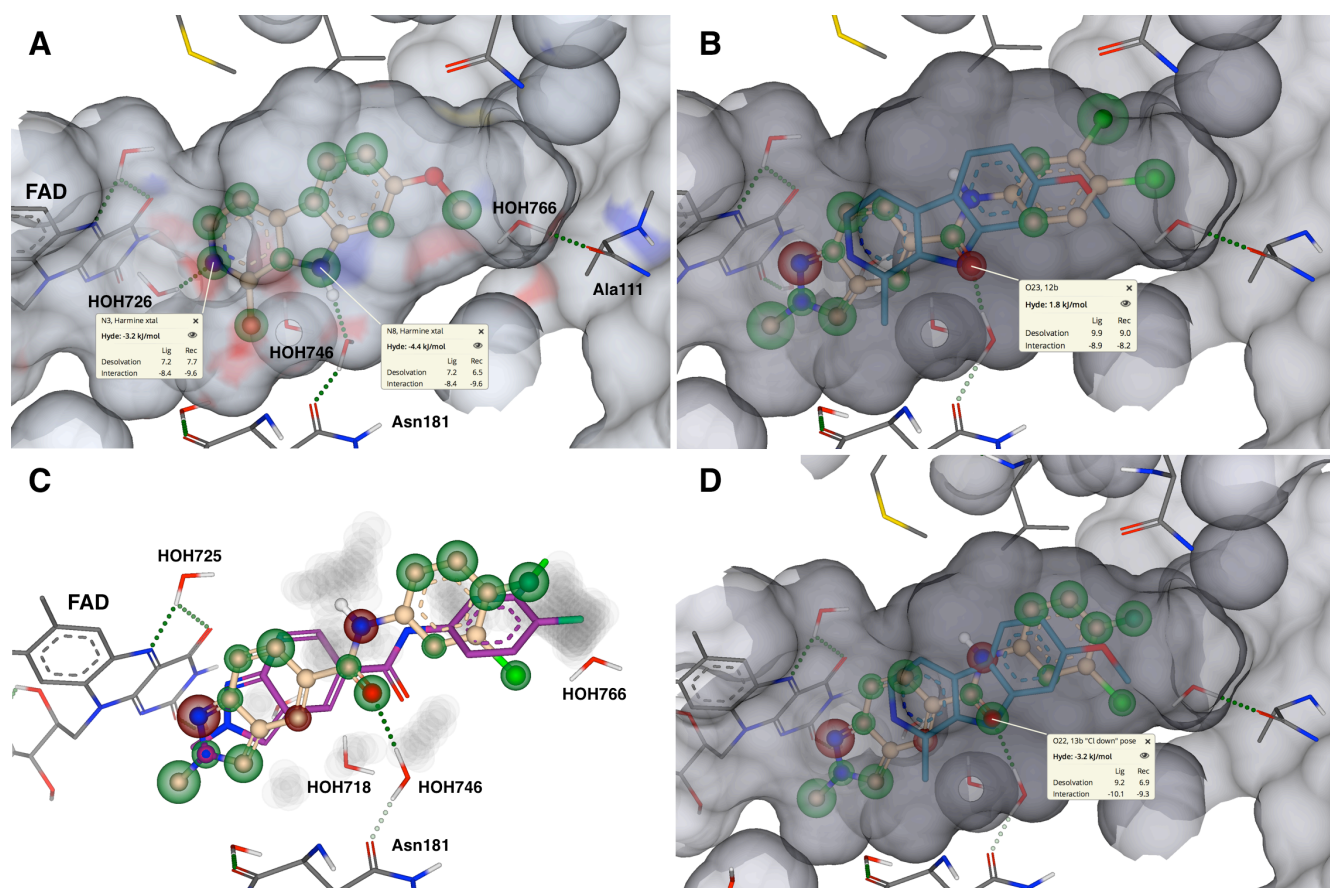 A
HOH766
FAD
HOH726
Ala111
N3, Harmine xtal ×
Hyde: -3.2 kJ/mol
Lig Rec
Desolvation 7.2 7.7
Interaction -8.4 -9.6
HOH746
N8, Harmine xtal ×
Hyde: -4.4 kJ/mol
Lig Rec
Desolvation 7.2 6.5
Interaction -8.4 -9.6
Asn181
B
O23, 12b ×
Hyde: 1.8 kJ/mol
Lig Rec
Desolvation 9.9 9.0
Interaction -8.9 -8.2
C
HOH725
FAD
HOH766
HOH718 HOH746
Asn181
D
O22, 13b "Cl down" pose ×
Hyde: -3.2 kJ/mol
Lig Rec
Desolvation 9.2 6.9
Interaction -10.1 -9.3